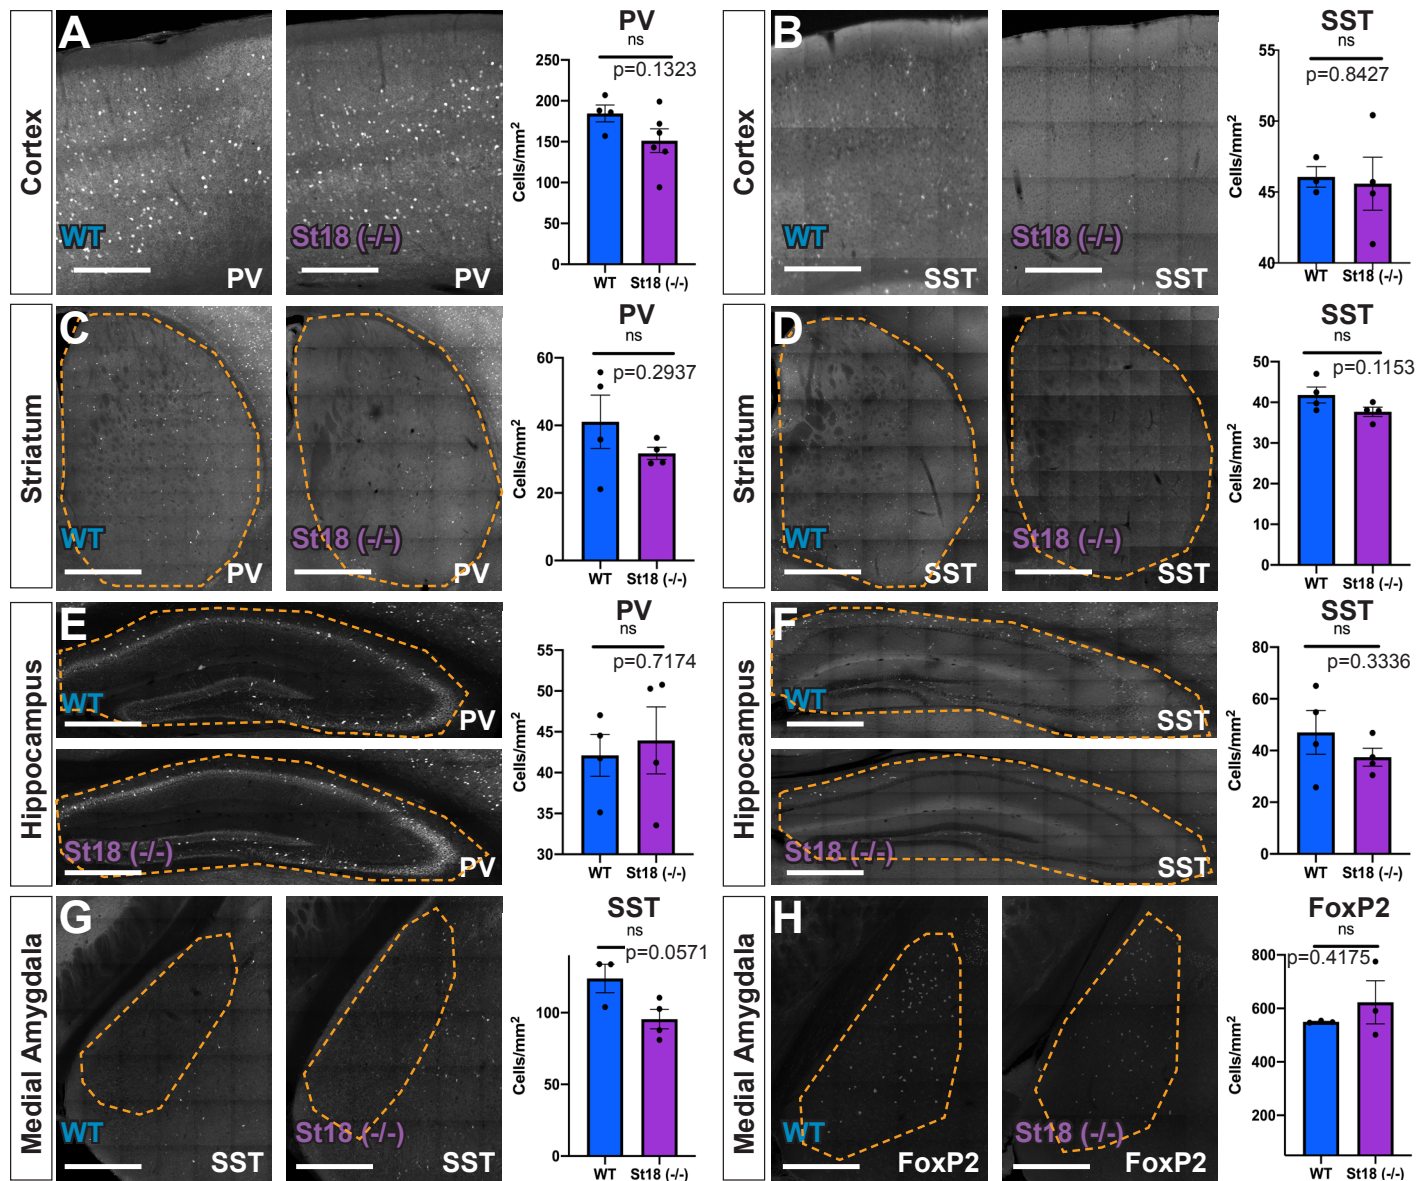 Cortex
A
WT
PV
St18 (-/-)
PV
PV
ns
p=0.1323
Cells/mm²
250
200
150
100
50
0
WT
St18 (-/-)
Cortex
B
WT
SST
St18 (-/-)
SST
SST
ns
p=0.8427
Cells/mm²
55
50
45
40
WT
St18 (-/-)
Striatum
C
WT
PV
St18 (-/-)
PV
PV
ns
p=0.2937
Cells/mm²
60
40
20
0
WT
St18 (-/-)
Striatum
D
WT
SST
St18 (-/-)
SST
SST
ns
p=0.1153
Cells/mm²
50
40
30
20
10
0
WT
St18 (-/-)
Hippocampus
E
WT
PV
St18 (-/-)
PV
PV
ns
p=0.7174
Cells/mm²
55
50
45
40
35
30
WT
St18 (-/-)
Hippocampus
F
WT
SST
St18 (-/-)
SST
SST
ns
p=0.3336
Cells/mm²
80
60
40
20
0
WT
St18 (-/-)
Medial Amygdala
G
WT
SST
St18 (-/-)
SST
SST
ns
p=0.0571
Cells/mm²
100
50
0
WT
St18 (-/-)
Medial Amygdala
H
WT
FoxP2
St18 (-/-)
FoxP2
FoxP2
ns
p=0.4175
Cells/mm²
800
600
400
200
WT
St18 (-/-)